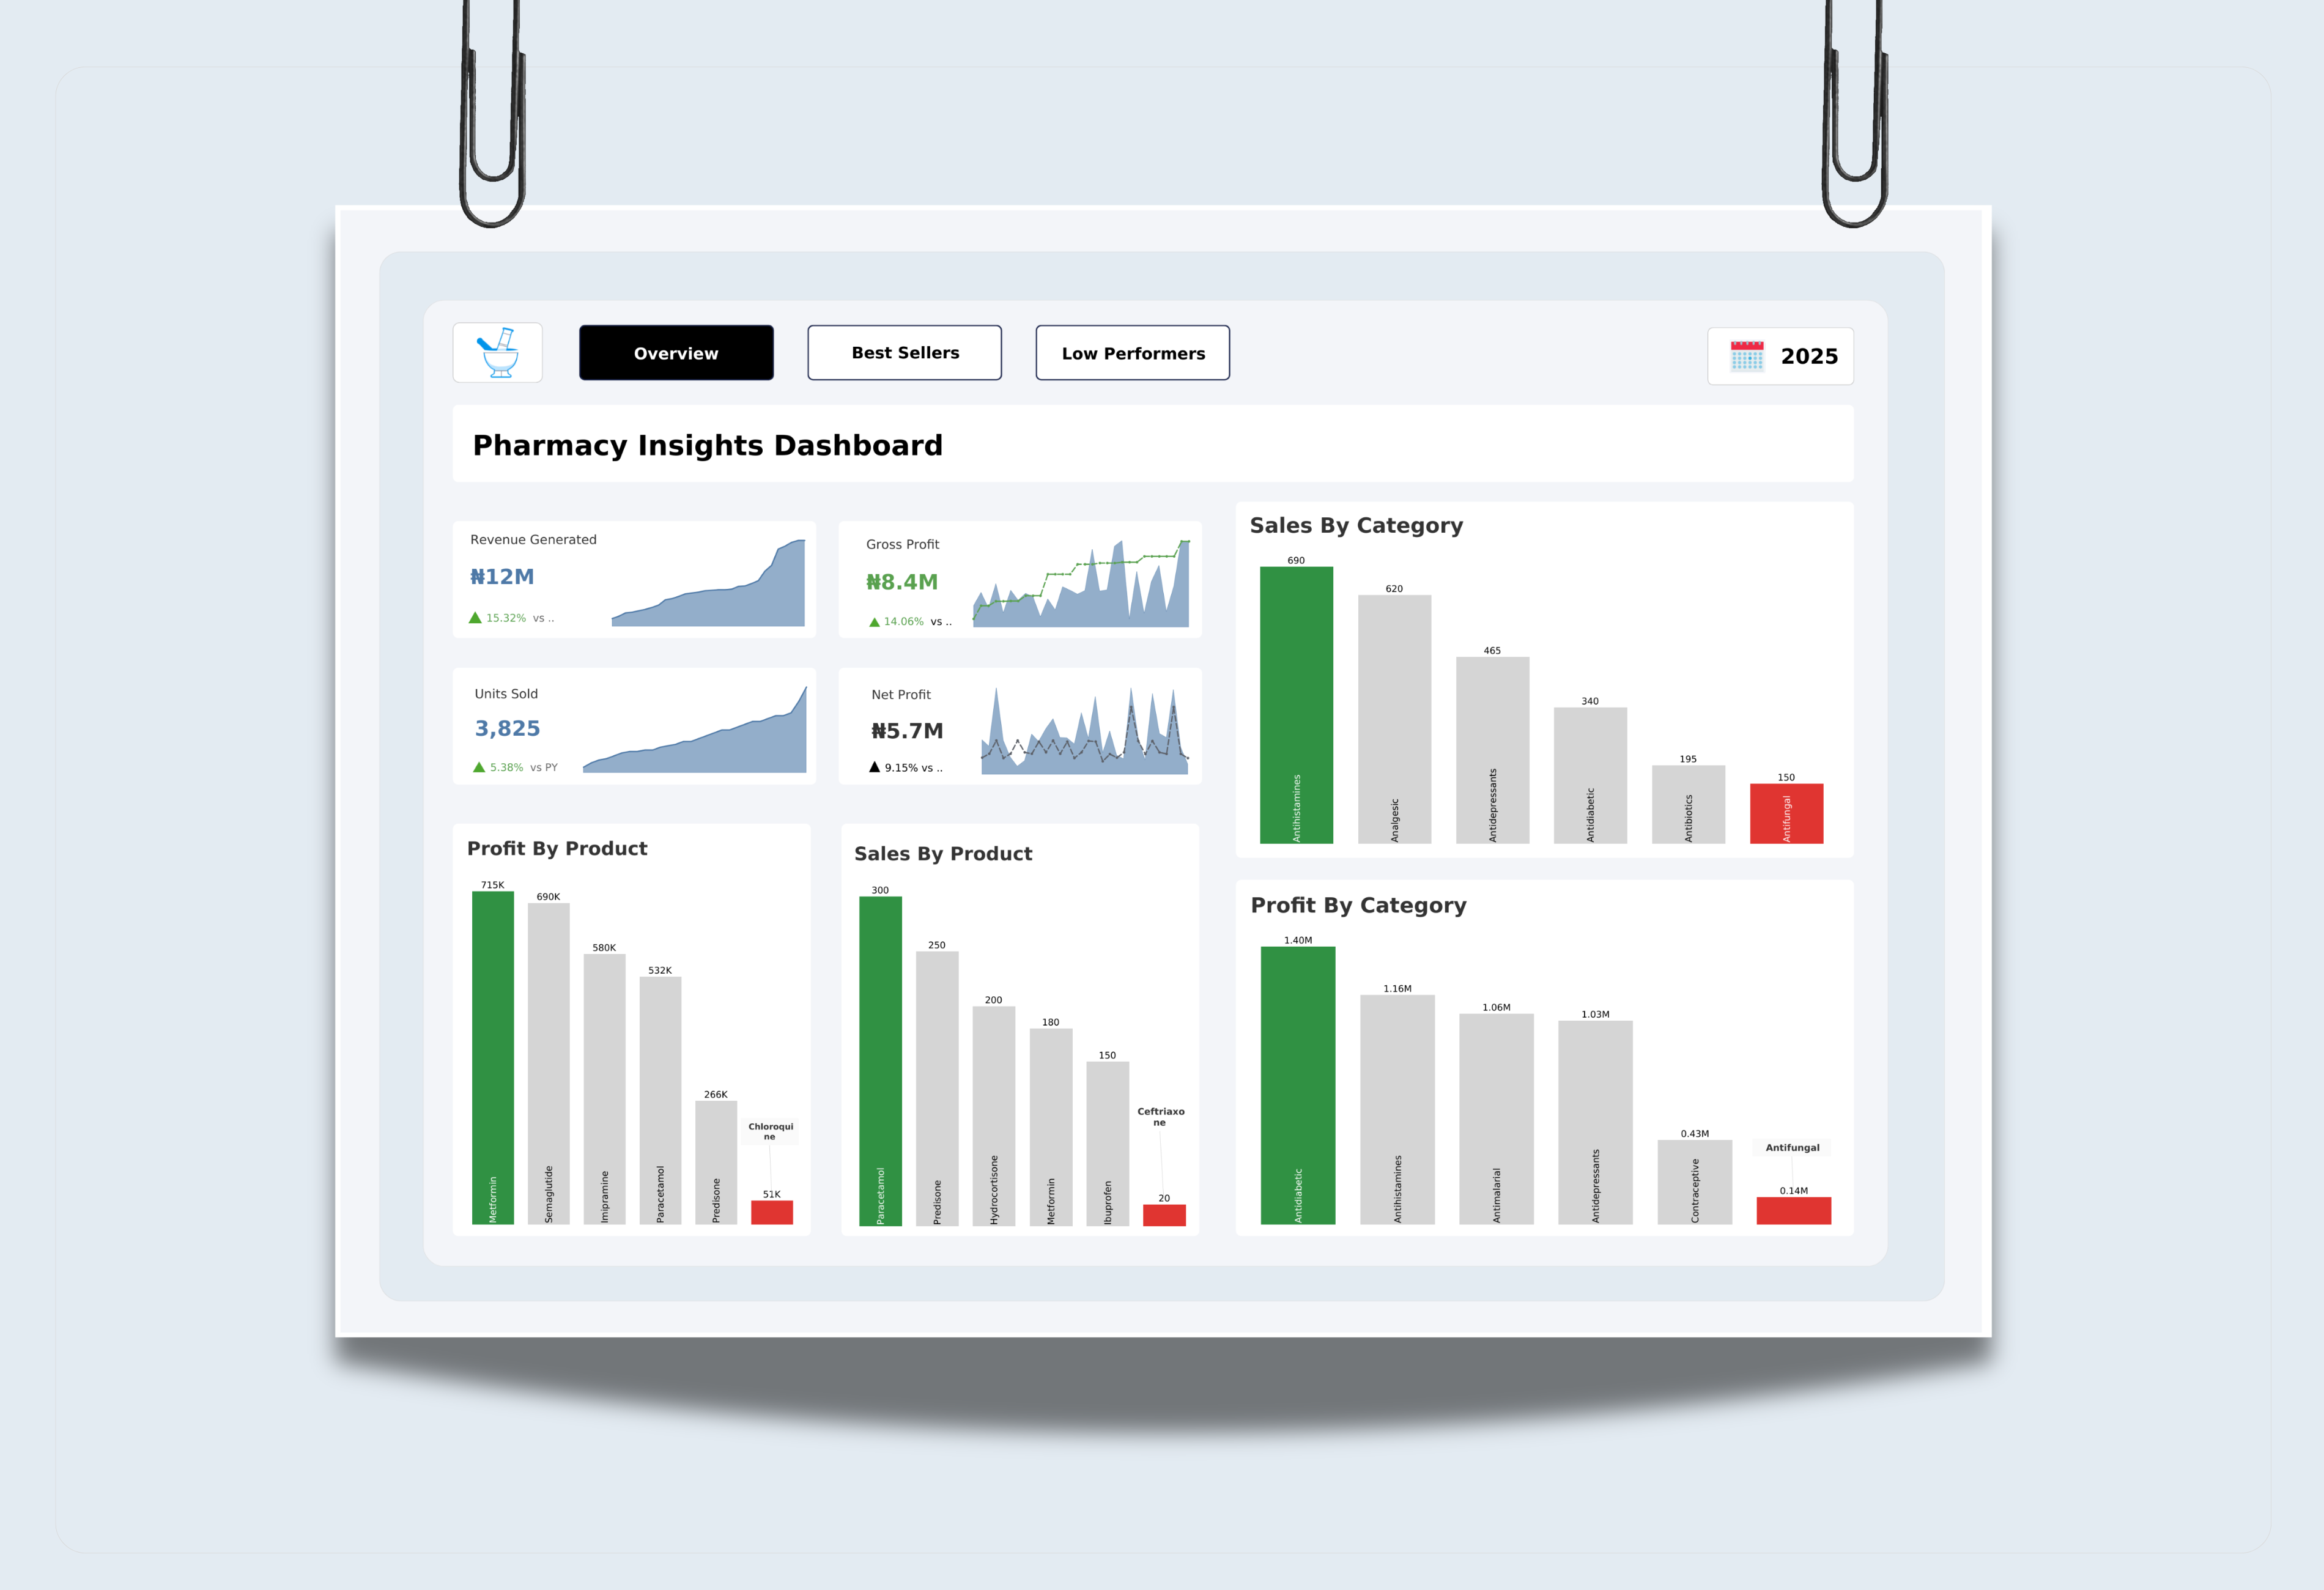 Overview
Best Sellers
Low Performers
2025
Pharmacy Insights Dashboard
Revenue Generated
₦12M
▲ 15.32% vs ..
Gross Profit
₦8.4M
▲ 14.06% vs ..
Units Sold
3,825
▲ 5.38% vs PY
Net Profit
₦5.7M
▲ 9.15% vs ..
Sales By Category
690
620
465
340
195
150
Antihistamines
Analgesic
Antidepressants
Antidiabetic
Antibiotics
Antifungal
Profit By Product
715K
690K
580K
532K
266K
Chloroqui
ne
51K
Metformin
Semaglutide
Imipramine
Paracetamol
Predisone
Sales By Product
300
250
200
180
150
Ceftriaxo
ne
20
Paracetamol
Predisone
Hydrocortisone
Metformin
Ibuprofen
Profit By Category
1.40M
1.16M
1.06M
1.03M
0.43M
Antifungal
0.14M
Antidiabetic
Antihistamines
Antimalarial
Antidepressants
Contraceptive